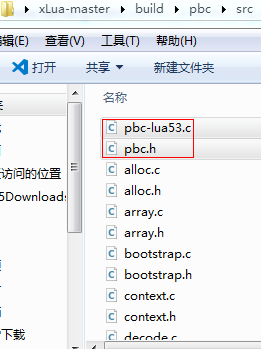 xLua-master ▸ build ▸ pbc ▸ src
编辑(E) 查看(V) 工具(T) 帮助(H)
打开 共享 新建文件夹
名称
pbc-lua53.c
pbc.h
访问的位置
alloc.c
5Downloads
alloc.h
array.c
array.h
bootstrap.c
bootstrap.h
context.c
context.h
P下载
decode.c